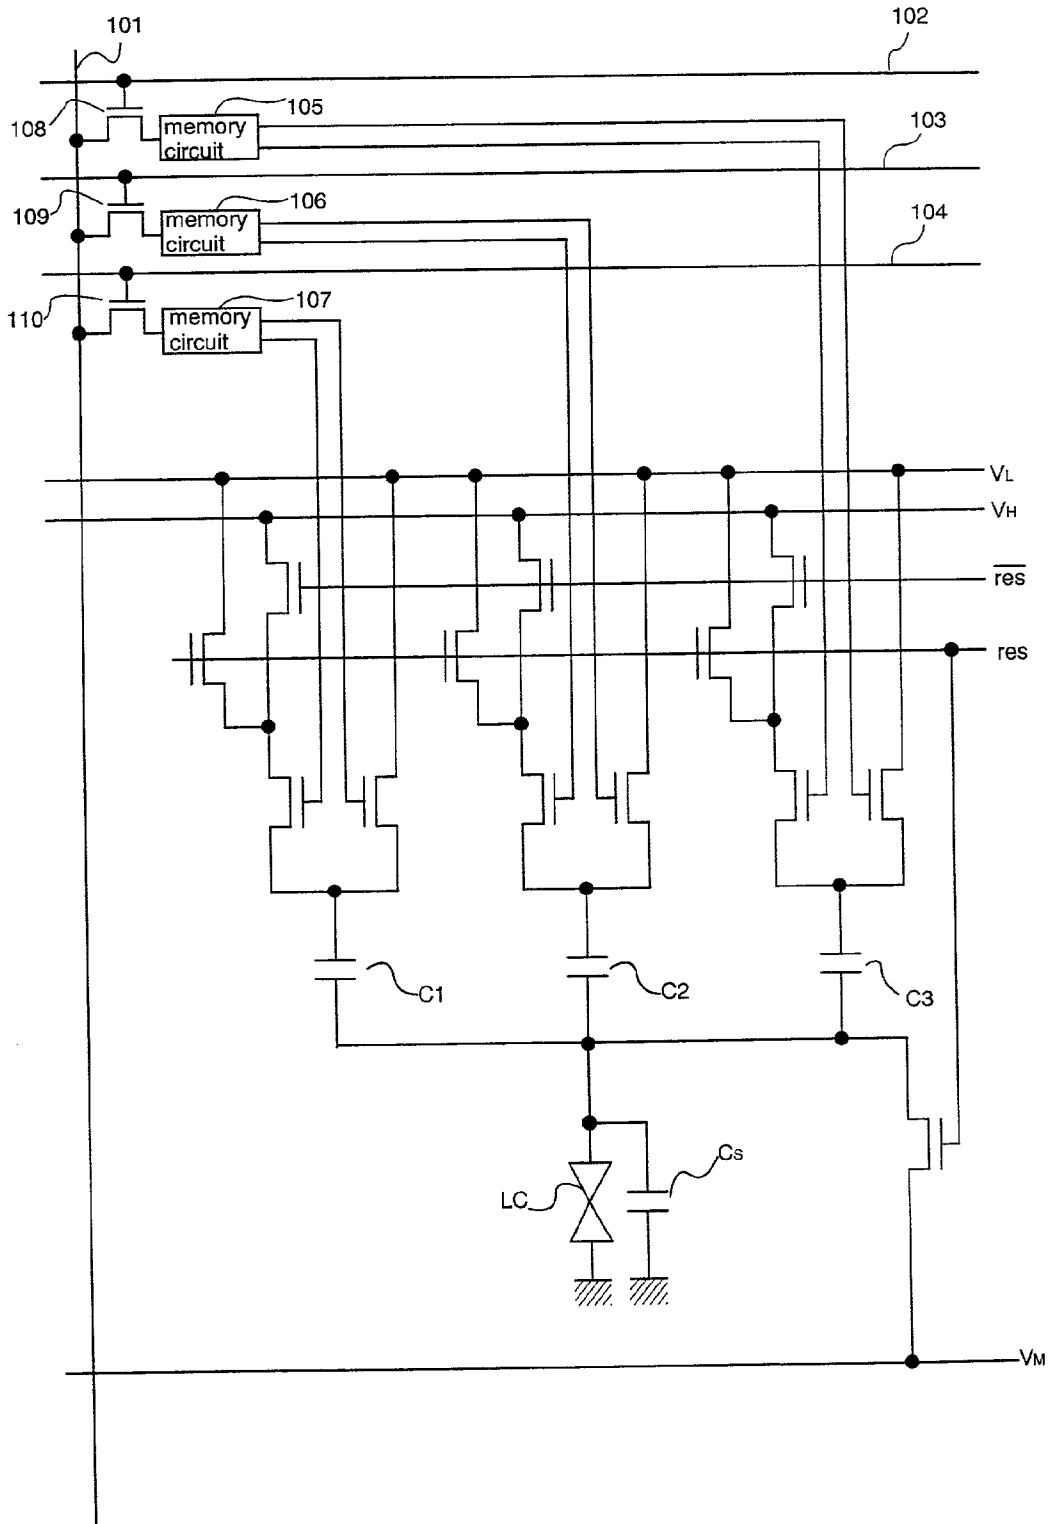 101
102
108
memory
circuit
105
103
109
memory
circuit
106
104
110
memory
circuit
107
VL
VH
res
res
C1
C2
C3
LC
Cs
VM